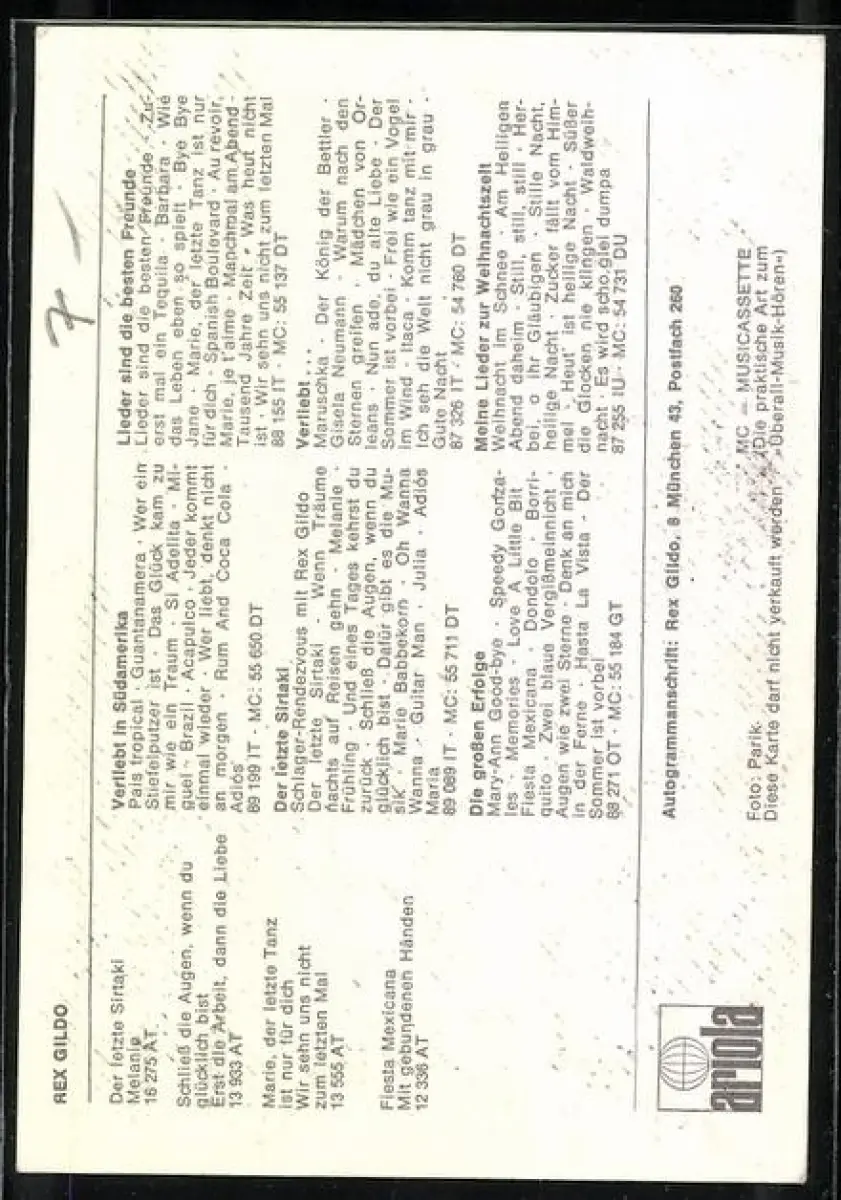 REX GILDO
Der letzte Sirtaki
Melanie
16 275 AT
Schließ die Augen, wenn du
glücklich bist
Erst die Arbeit, dann die Liebe
13 933 AT
Marie, der letzte Tanz
ist nur für dich
Wir sehn uns nicht
zum letzten Mal
13 555 AT
Fiesta Mexicana
Mit gebundenen Händen
12 336 AT
Verliebt in Südamerika
Pais tropical · Guantanamera · Wer ein
Stiefelputzer ist · Das Glück kam zu
mir wie ein Traum · Si Adelita · Mi-
guel - Brazil · Acapulco · Jeder kommt
einmal wieder · Wer liebt, denkt nicht
an morgen · Rum And Coca Cola ·
Adiós
89 199 IT · MC: 55 650 DT
Der letzte Sirtaki
Schlager-Rendezvous mit Rex Gildo
Der letzte Sirtaki · Wenn Träume
nachts auf Reisen gehn · Melanie ·
Frühling · Und eines Tages kehrst du
zurück · Schließ die Augen, wenn du
glücklich bist · Dafür gibt es die Mu-
sik · Marie Babbekorn · Oh Wanna
Wanna · Guitar Man · Julia · Adiós
Maria
89 089 IT · MC: 55 711 DT
Die großen Erfolge
Mary-Ann Good-bye · Speedy Gonza-
les · Memories · Love A Little Bit
Fiesta Mexicana · Dondolo · Borri-
quito · Zwei blaue Vergißmeinnicht ·
Augen wie zwei Sterne · Denk an mich
in der Ferne · Hasta La Vista · Der
Sommer ist vorbei
88 271 OT · MC: 55 184 GT
Lieder sind die besten Freunde
Lieder sind die besten Freunde · Zu-
erst mal ein Tequila · Barbara · Wie
das Leben eben so spielt · Bye Bye
Jane · Marie, der letzte Tanz ist nur
für dich · Spanish Boulevard · Au revoir,
Marie, je t'aime · Manchmal am Abend ·
Tausend Jahre Zeit · Was heut nicht
ist · Wir sehn uns nicht zum letzten Mal
88 155 IT · MC: 55 137 DT
Verliebt...
Maruschka · Der König der Bettler ·
Gisela Neumann · Warum nach den
Sternen greifen · Mädchen von Or-
leans · Nun ade, du alte Liebe · Der
Sommer ist vorbei · Frei wie ein Vogel
im Wind · Itaca · Komm tanz mit mir ·
Ich seh die Welt nicht grau in grau ·
Gute Nacht
87 326 IT · MC: 54 760 DT
Meine Lieder zur Weihnachtszeit
Weihnacht im Schnee · Am Heiligen
Abend daheim · Still, still, still · Her-
bei, o ihr Gläubigen · Stille Nacht,
heilige Nacht · Zucker fällt vom Him-
mel · Heut' ist heilige Nacht · Süßer
die Glocken nie klingen · Waldweih-
nacht · Es wird scho glei dumpa
87 255 IU · MC: 54 731 DU
Autogrammanschrift: Rex Gildo, 8 München 43, Postfach 260
Foto: Parik
Diese Karte darf nicht verkauft werden
MC = MUSICASSETTE
(Die praktische Art zum
»Überall-Musik-Hören«)
ariola
7 -